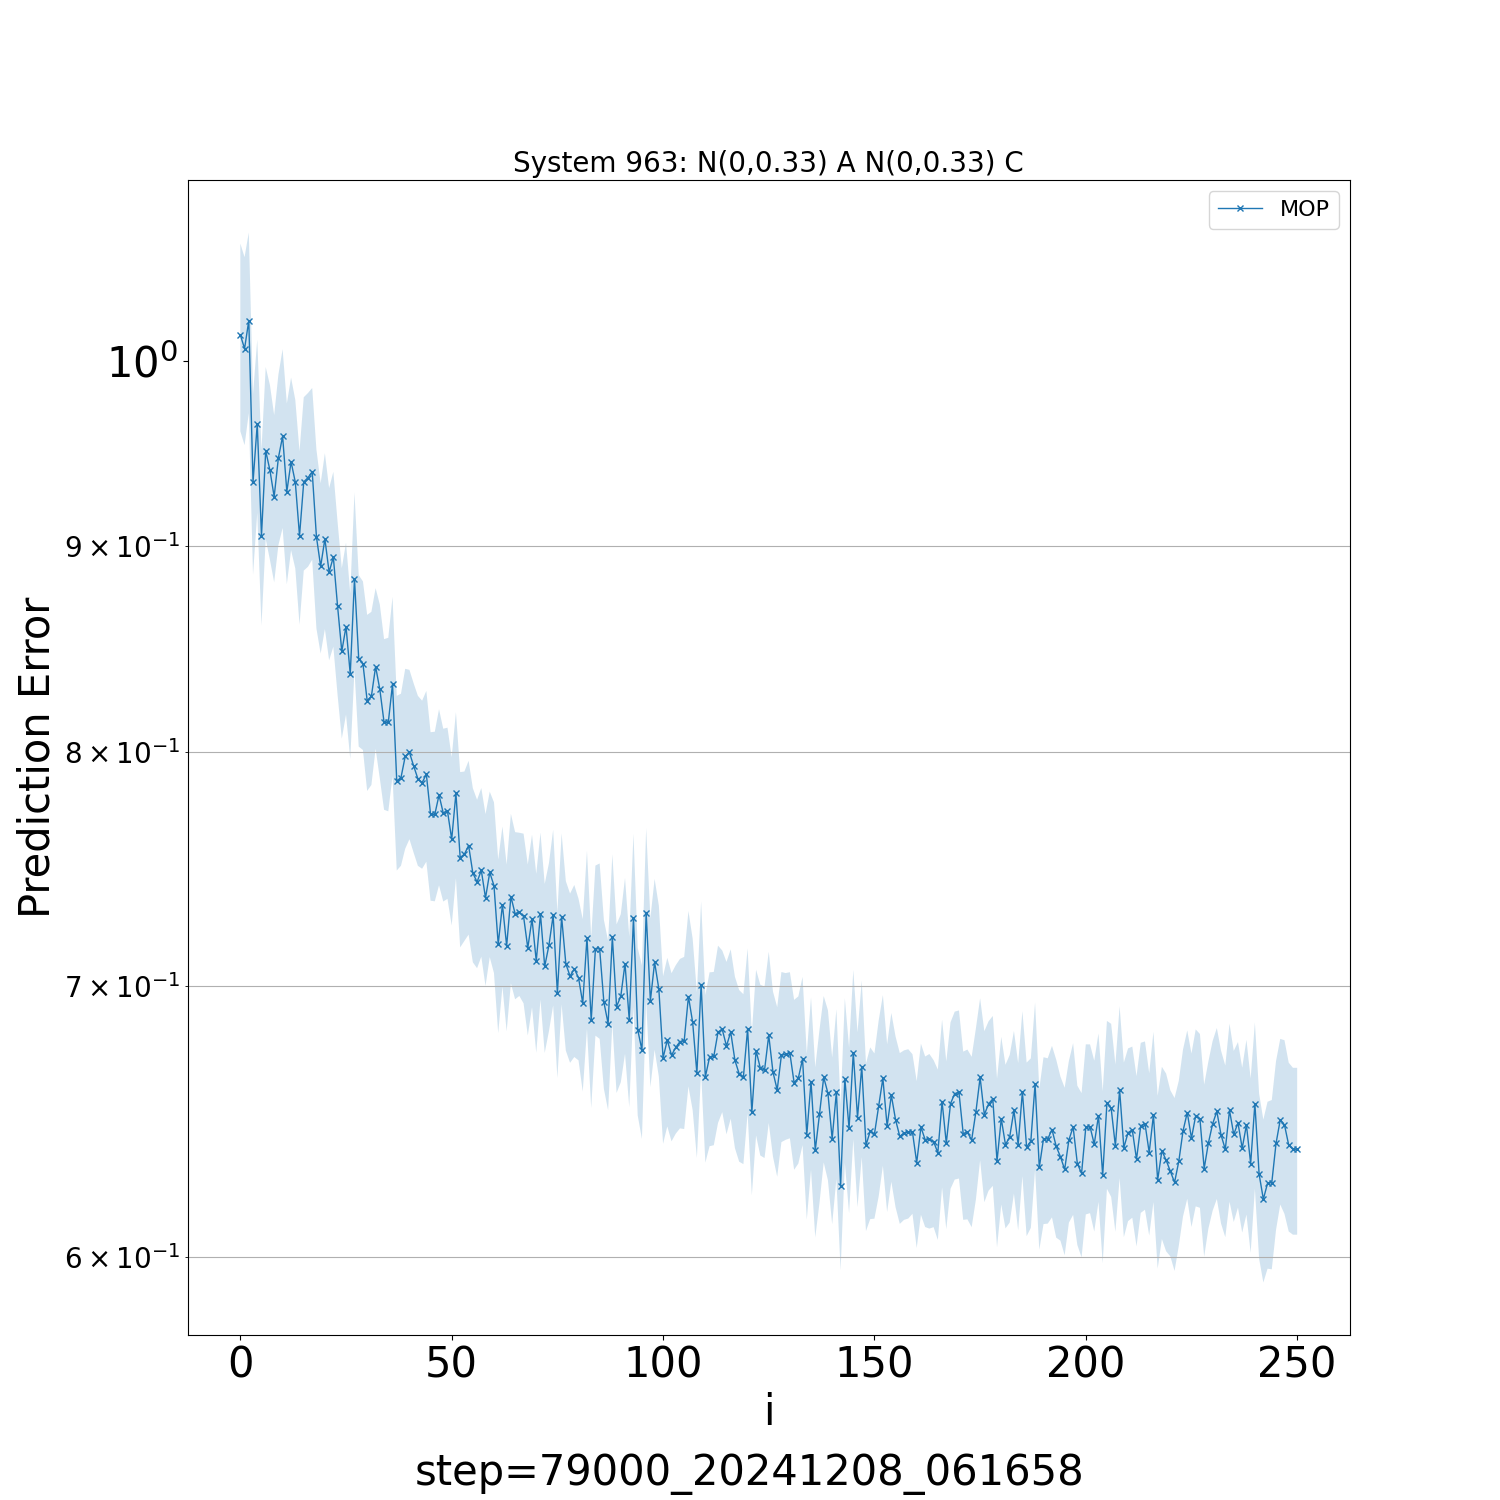 System 963: N(0,0.33) A N(0,0.33) C
MOP
10⁰
9 × 10⁻¹
8 × 10⁻¹
7 × 10⁻¹
6 × 10⁻¹
Prediction Error
0 50 100 150 200 250
i
step=79000_20241208_061658